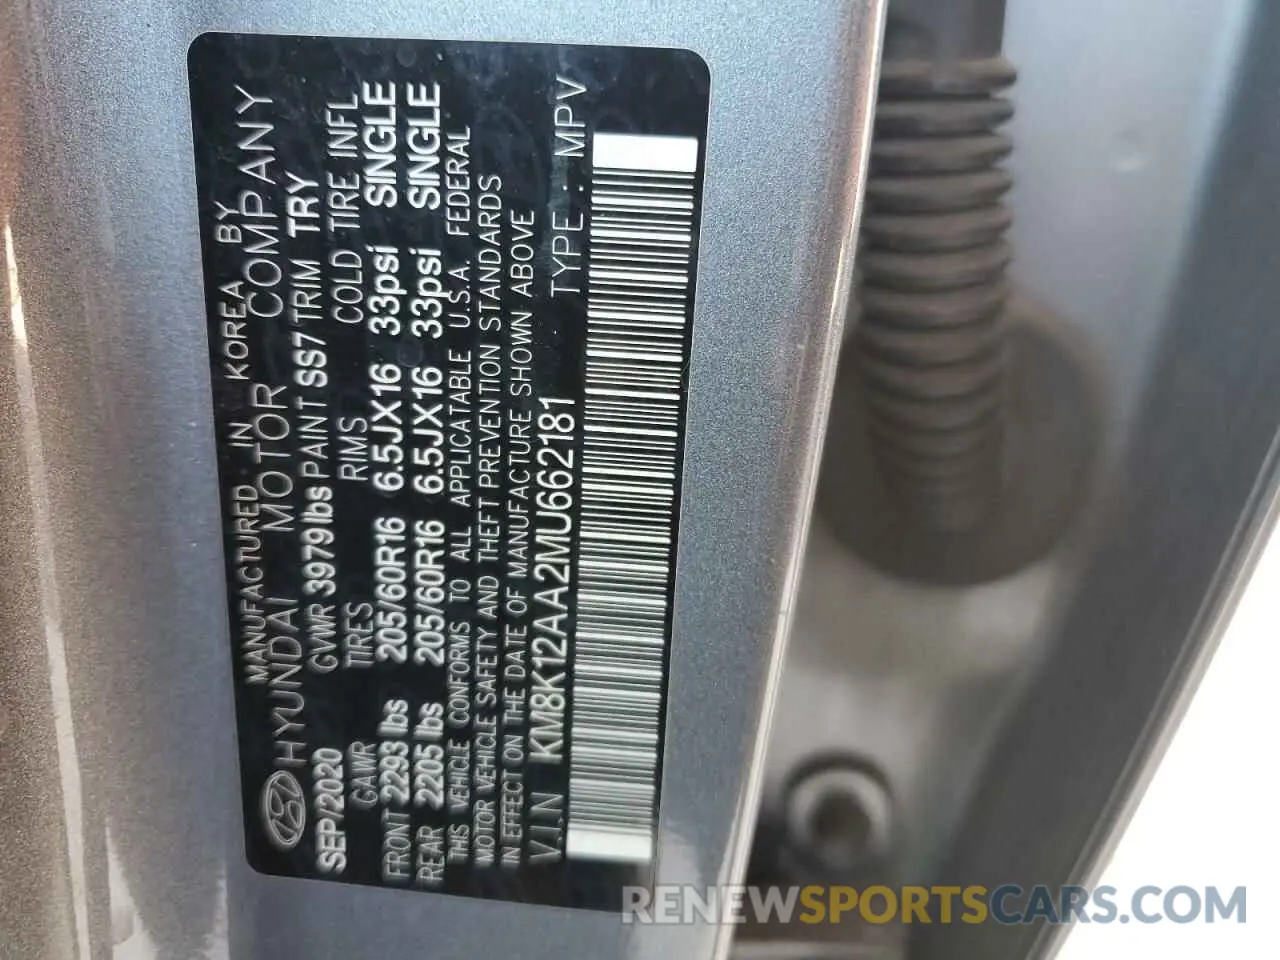 MANUFACTURED IN KOREA BY
HYUNDAI MOTOR COMPANY
SEP/2020 GVWR 3979lbs PAINT SS7 TRIM TRY
GAWR TIRES RIMS COLD TIRE INFL
FRONT 2293 lbs 205/60R16 6.5JX16 33psi SINGLE
REAR 2205 lbs 205/60R16 6.5JX16 33psi SINGLE
THIS VEHICLE CONFORMS TO ALL APPLICATABLE U.S.A. FEDERAL
MOTOR VEHICLE SAFETY AND THEFT PREVENTION STANDARDS
IN EFFECT ON THE DATE OF MANUFACTURE SHOWN ABOVE
V.I.N KM8K12AA2MU662181 TYPE : MPV
RENEWSPORTSCARS.COM